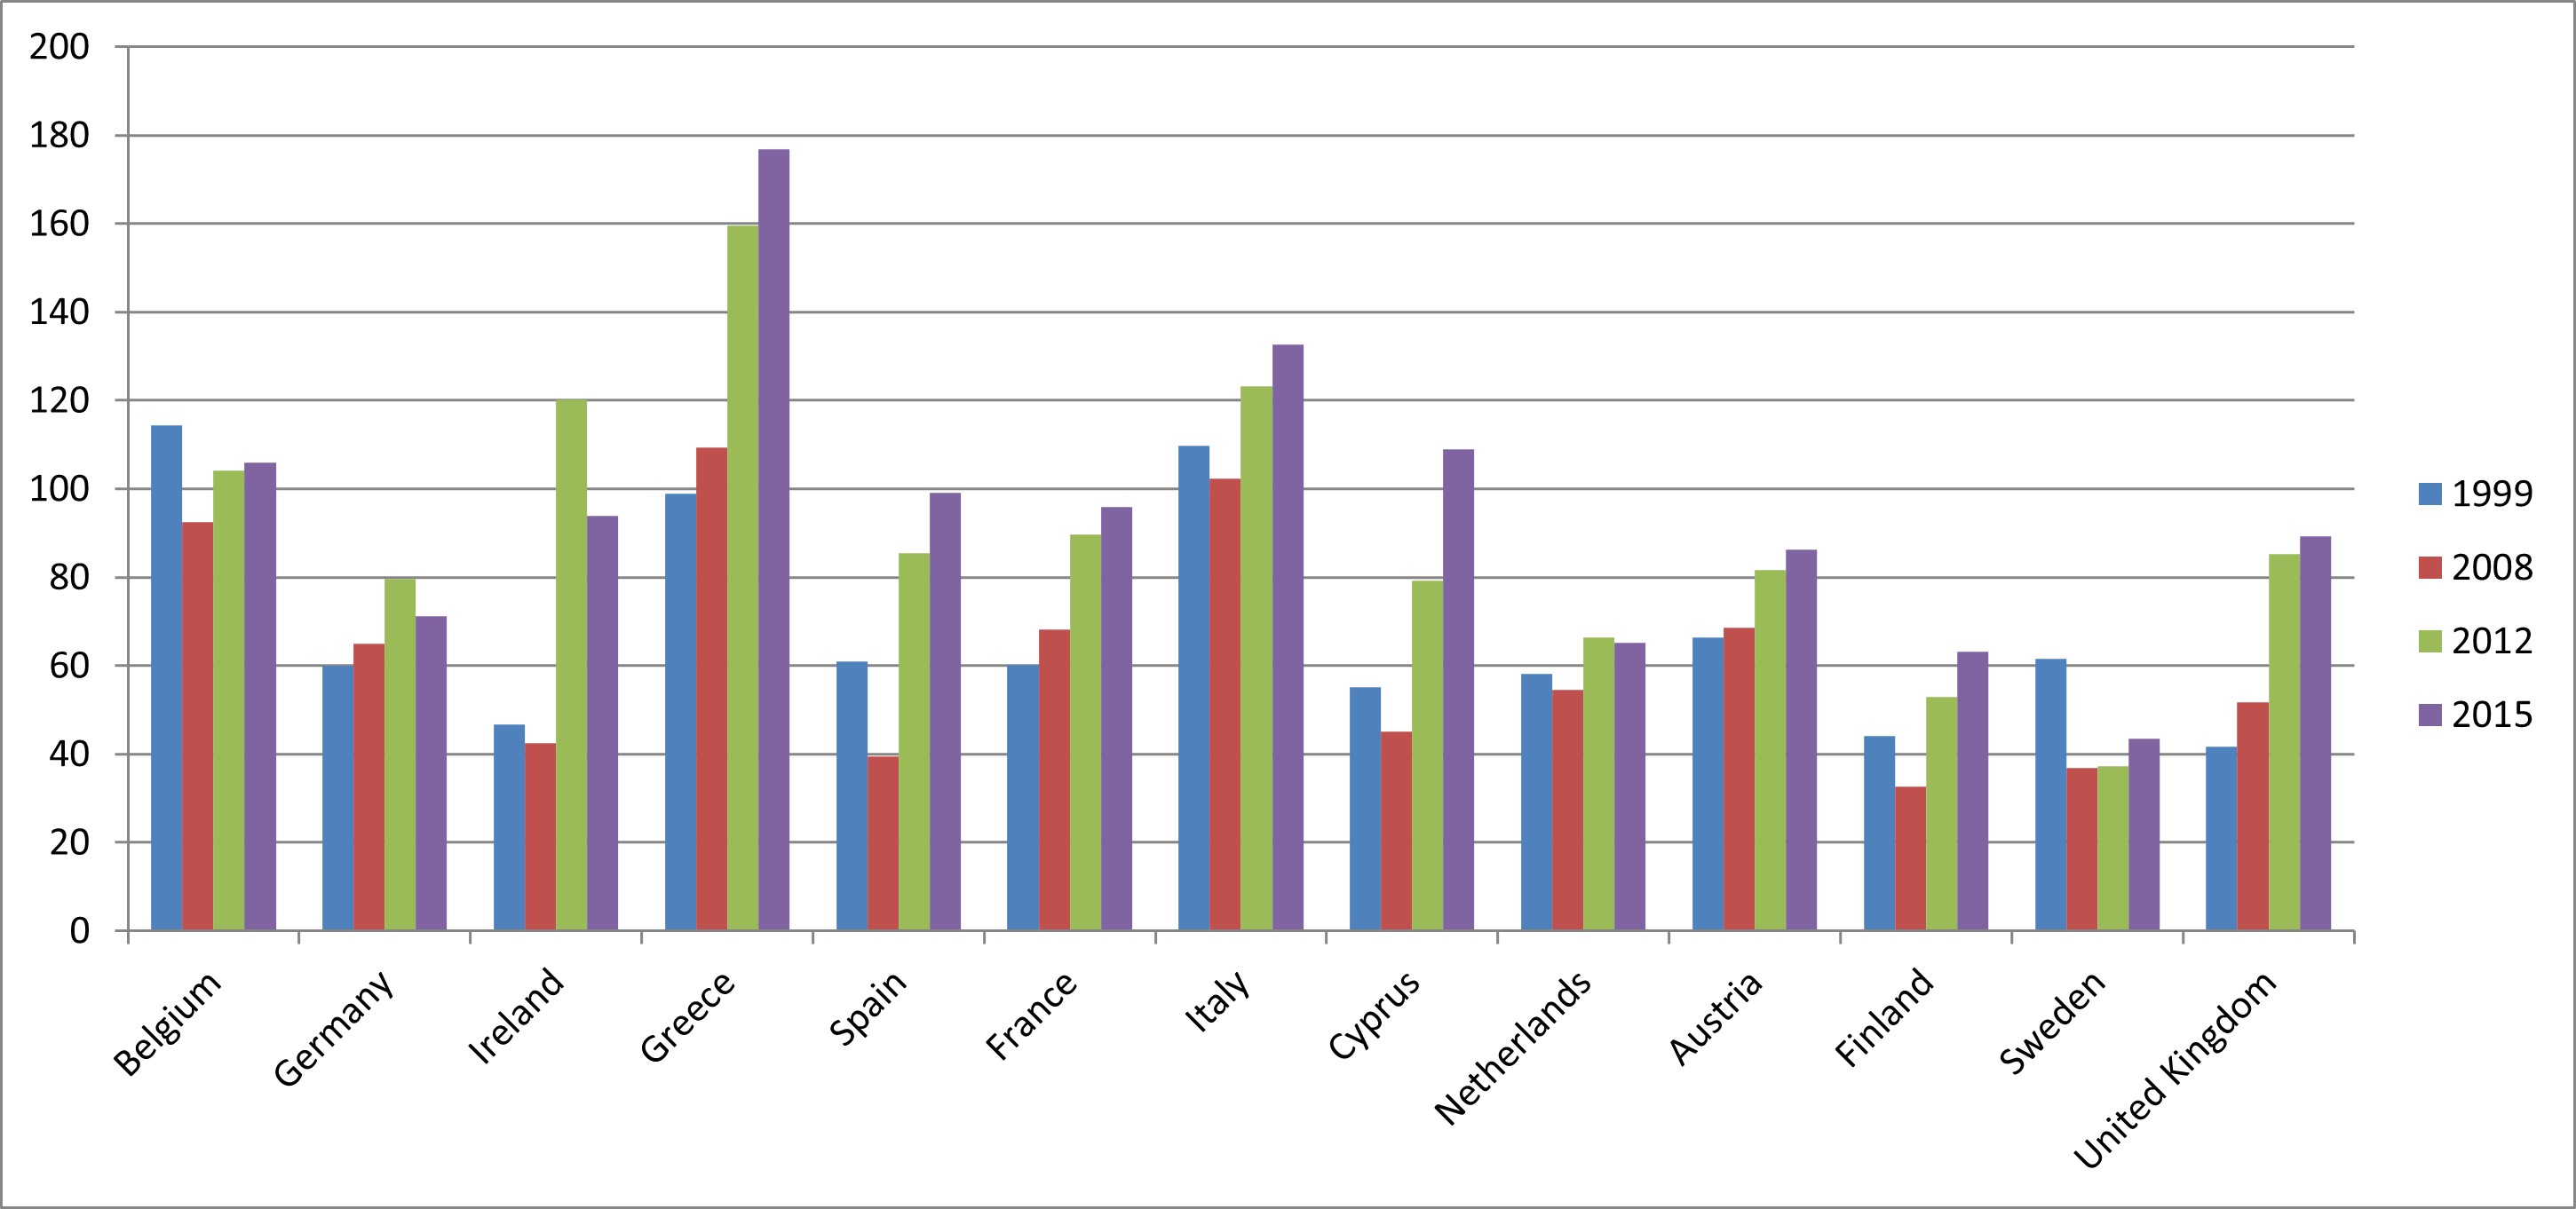 200
180
160
140
120
100
80
60
40
20
0
Belgium
Germany
Ireland
Greece
Spain
France
Italy
Cyprus
Netherlands
Austria
Finland
Sweden
United Kingdom
1999
2008
2012
2015